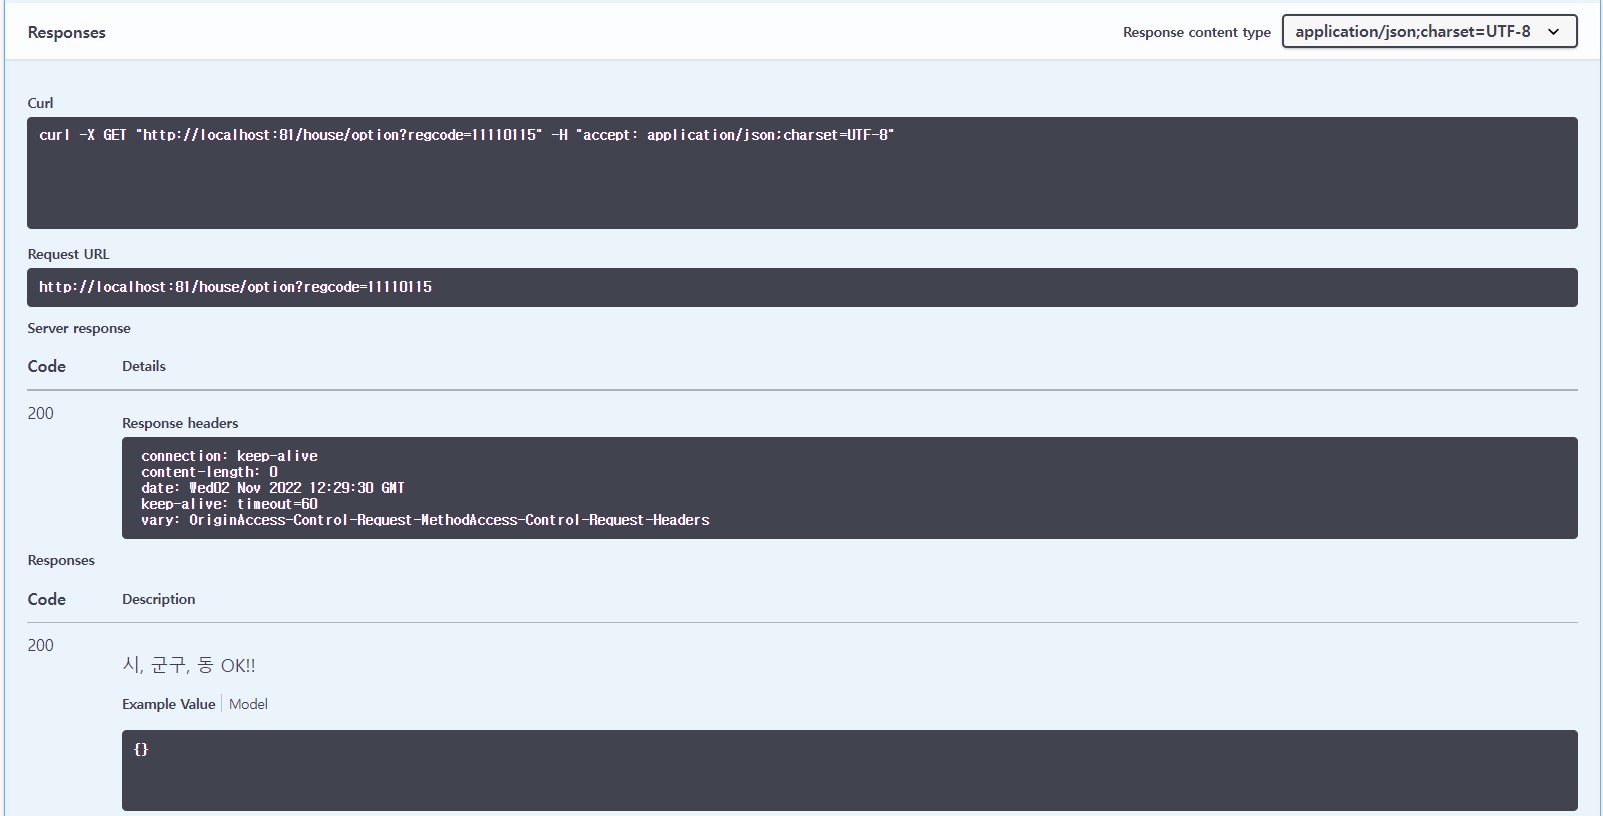 Responses
Response content type application/json;charset=UTF-8
Curl
curl -X GET "http://localhost:81/house/option?regcode=11110115" -H "accept: application/json;charset=UTF-8"
Request URL
http://localhost:81/house/option?regcode=11110115
Server response
Code Details
200
Response headers
connection: keep-alive
content-length: 0
date: Wed02 Nov 2022 12:29:30 GMT
keep-alive: timeout=60
vary: OriginAccess-Control-Request-MethodAccess-Control-Request-Headers
Responses
Code Description
200
시, 군구, 동 OK!!
Example Value Model
{}